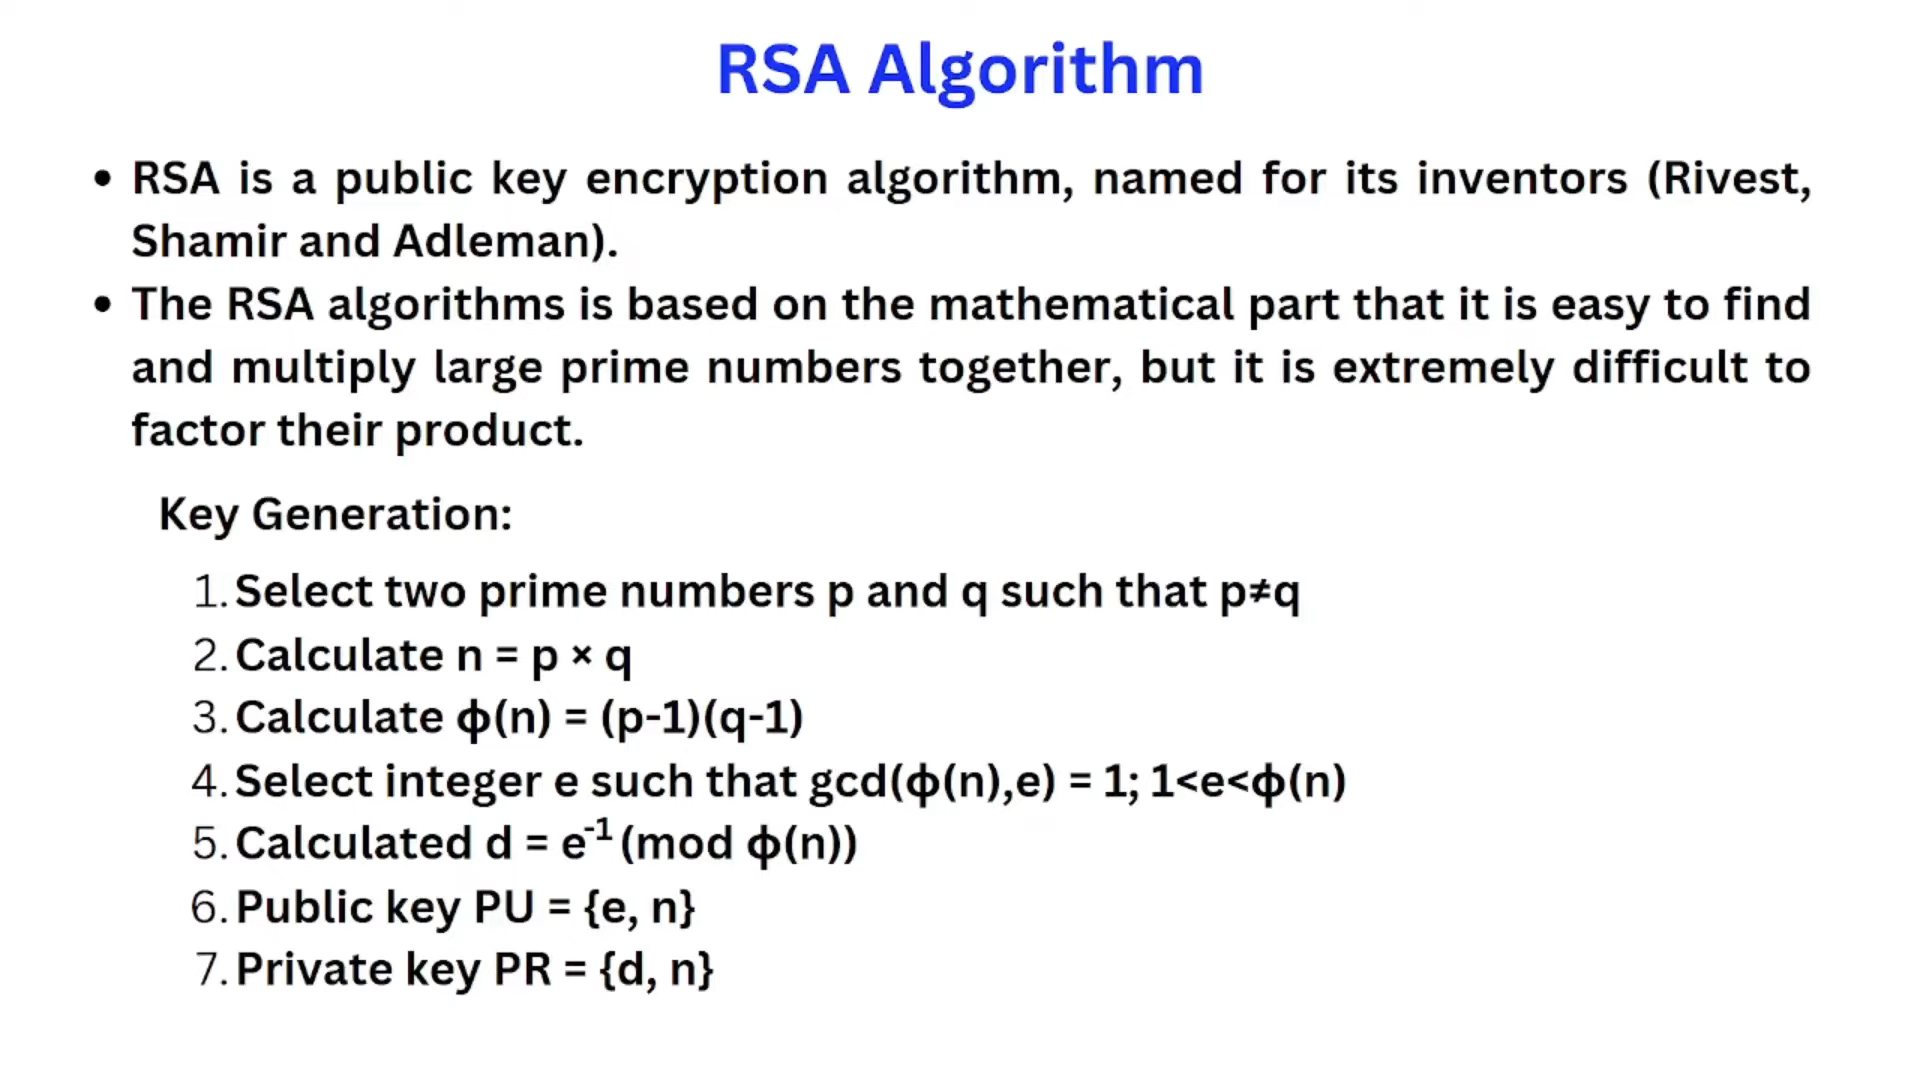 RSA Algorithm
• RSA is a public key encryption algorithm, named for its inventors (Rivest,
Shamir and Adleman).
• The RSA algorithms is based on the mathematical part that it is easy to find
and multiply large prime numbers together, but it is extremely difficult to
factor their product.
Key Generation:
1. Select two prime numbers p and q such that p≠q
2. Calculate n = p × q
3. Calculate ϕ(n) = (p-1)(q-1)
4. Select integer e such that gcd(ϕ(n),e) = 1; 1<e<ϕ(n)
5. Calculated d = e⁻¹ (mod ϕ(n))
6. Public key PU = {e, n}
7. Private key PR = {d, n}